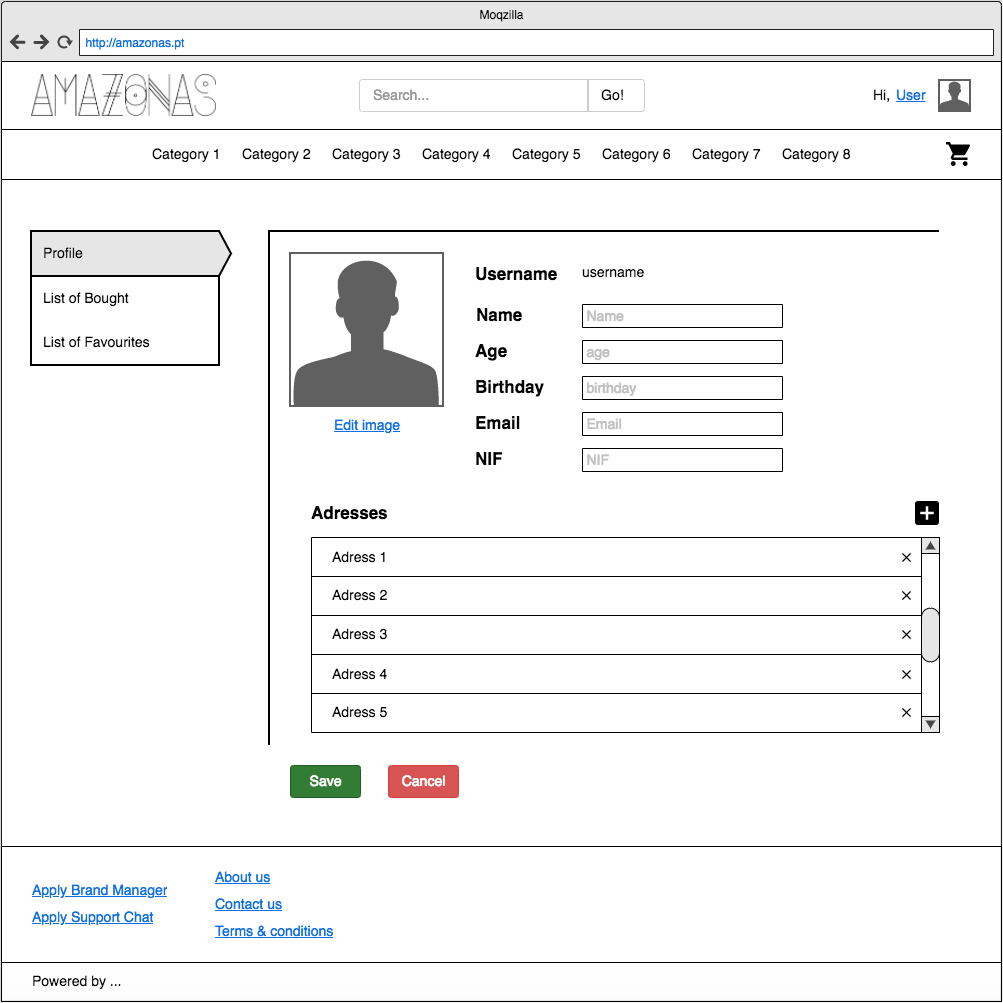 Moqzilla
http://amazonas.pt
AMAZZONAS
Search...
Go!
Hi, User
Category 1 Category 2 Category 3 Category 4 Category 5 Category 6 Category 7 Category 8
Profile
List of Bought
List of Favourites
Edit image
Username username
Name Name
Age age
Birthday birthday
Email Email
NIF NIF
Adresses
Adress 1
Adress 2
Adress 3
Adress 4
Adress 5
Save Cancel
Apply Brand Manager
Apply Support Chat
About us
Contact us
Terms & conditions
Powered by ...